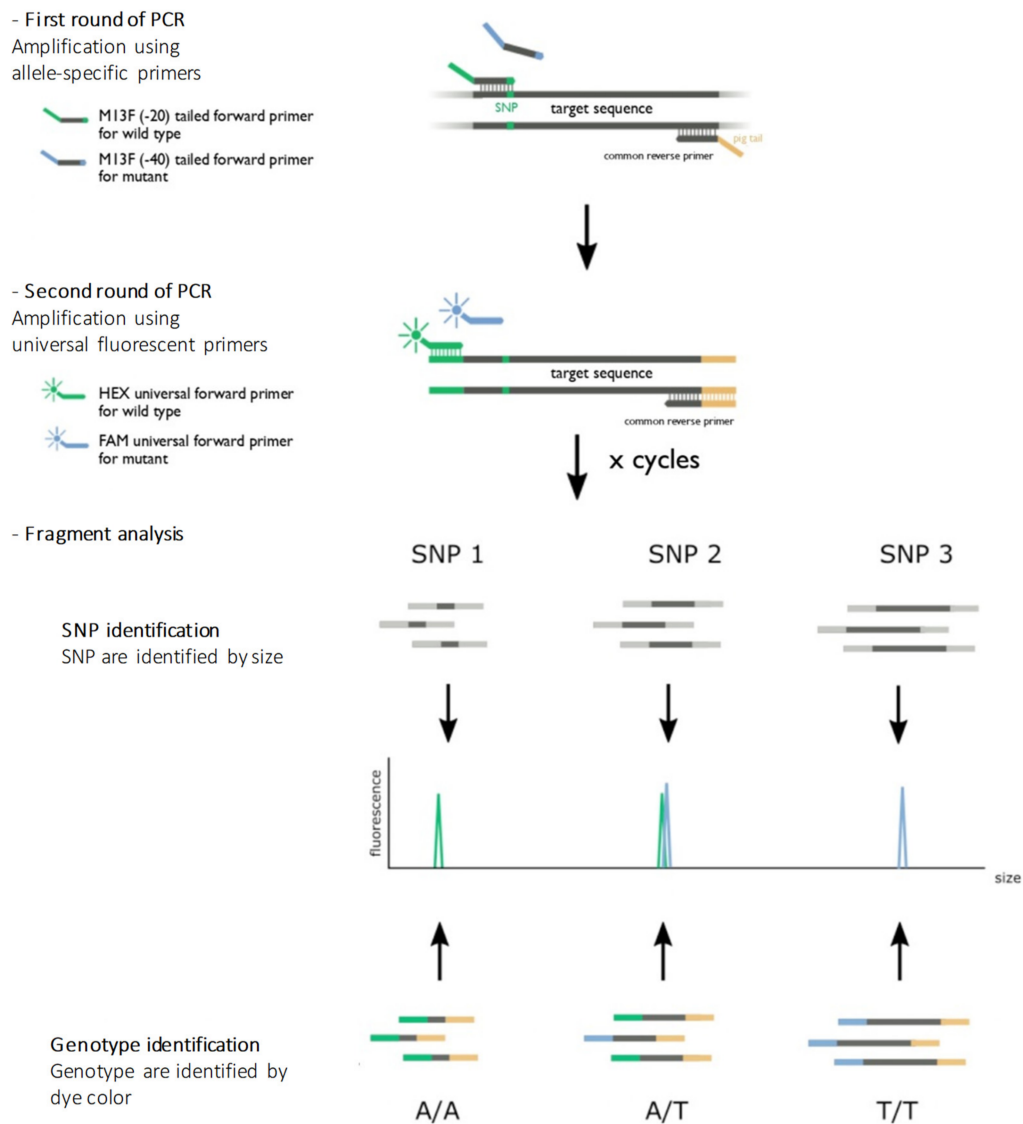 - First round of PCR
Amplification using
allele-specific primers
M13F (-20) tailed forward primer
for wild type
M13F (-40) tailed forward primer
for mutant
SNP
target sequence
pig tail
common reverse primer
- Second round of PCR
Amplification using
universal fluorescent primers
HEX universal forward primer
for wild type
FAM universal forward primer
for mutant
target sequence
common reverse primer
x cycles
- Fragment analysis
SNP 1
SNP 2
SNP 3
SNP identification
SNP are identified by size
fluorescence
size
Genotype identification
Genotype are identified by
dye color
A/A
A/T
T/T